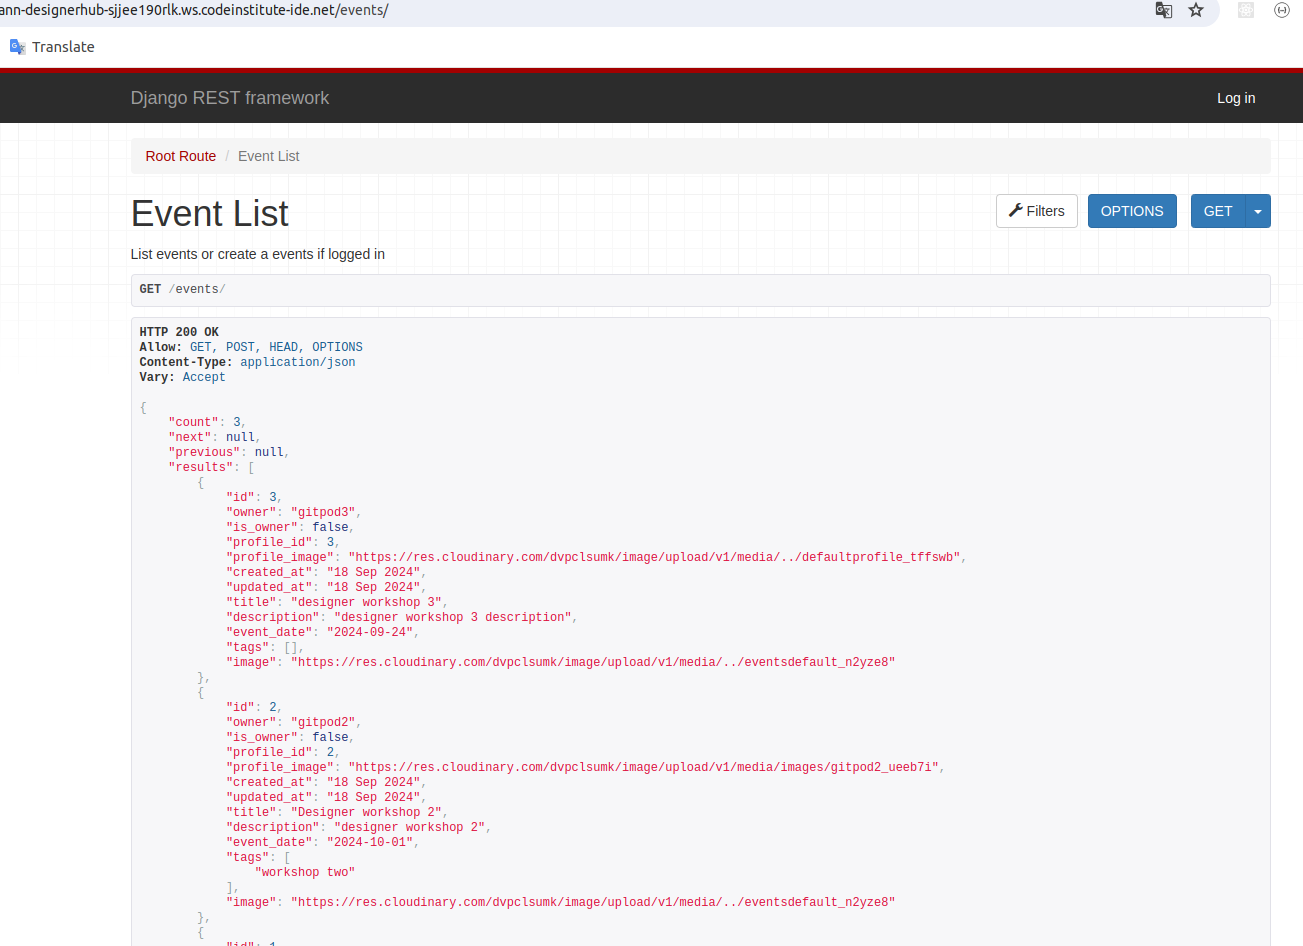 ann-designerhub-sjjee190rlk.ws.codeinstitute-ide.net/events/
Translate
Django REST framework
Log in
Root Route / Event List
Event List
Filters
OPTIONS
GET
List events or create a events if logged in
GET /events/
HTTP 200 OK
Allow: GET, POST, HEAD, OPTIONS
Content-Type: application/json
Vary: Accept
{
"count": 3,
"next": null,
"previous": null,
"results": [
{
"id": 3,
"owner": "gitpod3",
"is_owner": false,
"profile_id": 3,
"profile_image": "https://res.cloudinary.com/dvpclsumk/image/upload/v1/media/../defaultprofile_tffswb",
"created_at": "18 Sep 2024",
"updated_at": "18 Sep 2024",
"title": "designer workshop 3",
"description": "designer workshop 3 description",
"event_date": "2024-09-24",
"tags": [],
"image": "https://res.cloudinary.com/dvpclsumk/image/upload/v1/media/../eventsdefault_n2yze8"
},
{
"id": 2,
"owner": "gitpod2",
"is_owner": false,
"profile_id": 2,
"profile_image": "https://res.cloudinary.com/dvpclsumk/image/upload/v1/media/images/gitpod2_ueeb7i",
"created_at": "18 Sep 2024",
"updated_at": "18 Sep 2024",
"title": "Designer workshop 2",
"description": "designer workshop 2",
"event_date": "2024-10-01",
"tags": [
"workshop two"
],
"image": "https://res.cloudinary.com/dvpclsumk/image/upload/v1/media/../eventsdefault_n2yze8"
},
{
"id": 1